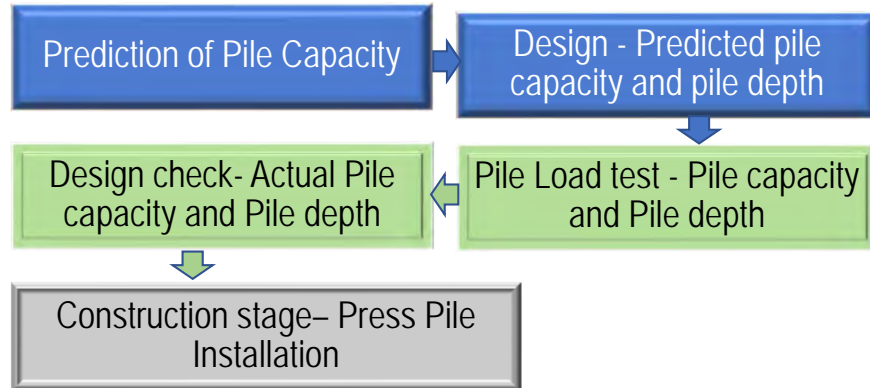 Prediction of Pile Capacity
Design - Predicted pile
capacity and pile depth
Pile Load test - Pile capacity
and Pile depth
Design check- Actual Pile
capacity and Pile depth
Construction stage– Press Pile
Installation